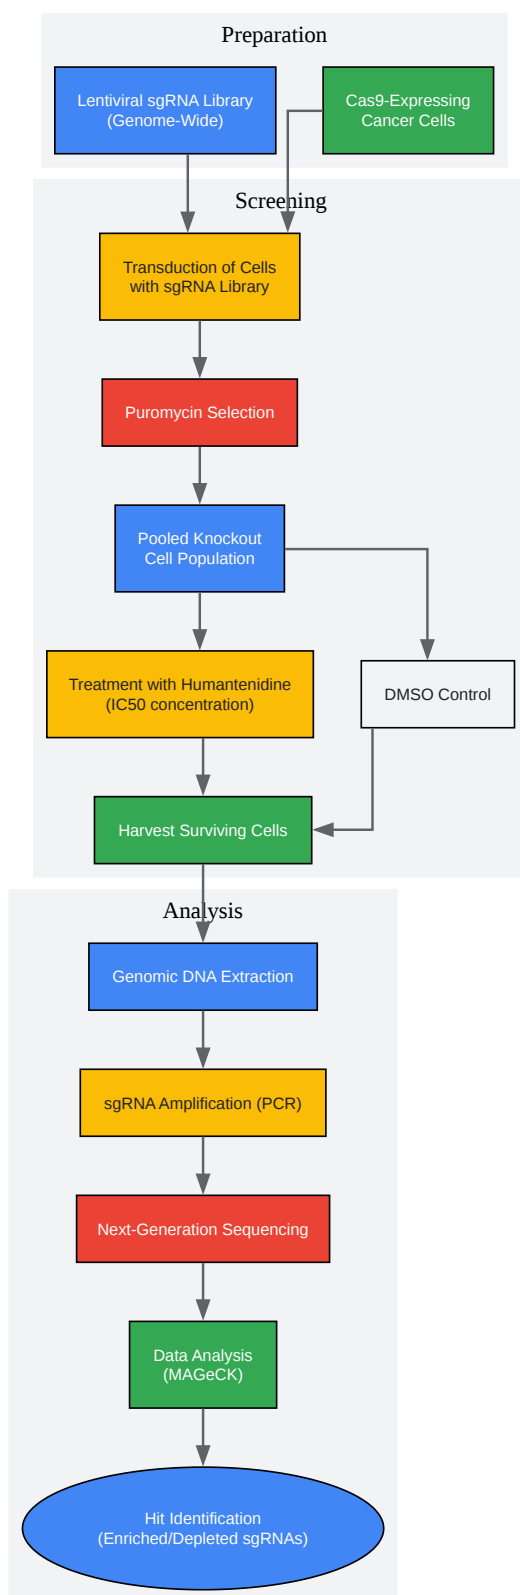 Preparation
Lentiviral sgRNA Library
(Genome-Wide)
Cas9-Expressing
Cancer Cells
Screening
Transduction of Cells
with sgRNA Library
Puromycin Selection
Pooled Knockout
Cell Population
Treatment with Humantenidine
(IC50 concentration)
DMSO Control
Harvest Surviving Cells
Analysis
Genomic DNA Extraction
sgRNA Amplification (PCR)
Next-Generation Sequencing
Data Analysis
(MAGeCK)
Hit Identification
(Enriched/Depleted sgRNAs)